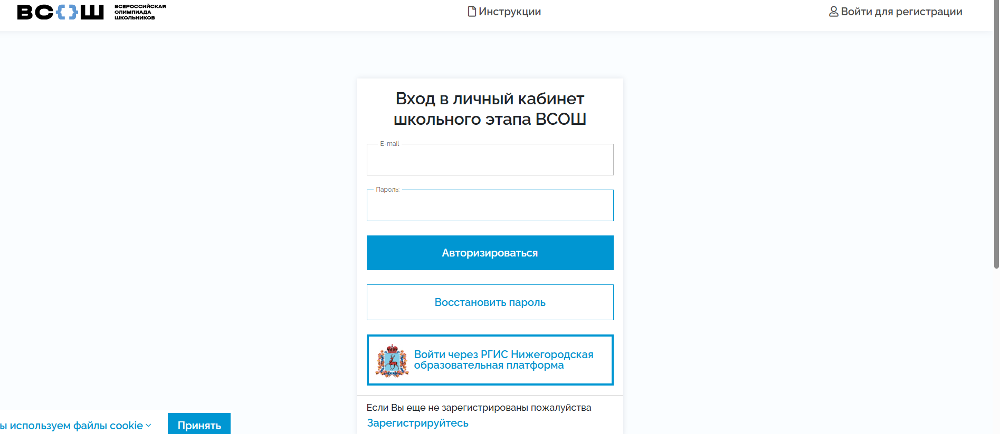 ВС{}Ш
ВСЕРОССИЙСКАЯ
ОЛИМПИАДА
ШКОЛЬНИКОВ
Инструкции
Войти для регистрации
Вход в личный кабинет
школьного этапа ВСОШ
E-mail
Пароль:
Авторизироваться
Восстановить пароль
Войти через РГИС Нижегородская
образовательная платформа
Если Вы еще не зарегистрированы пожалуйства
Зарегистрируйтесь
ы используем файлы cookie
Принять